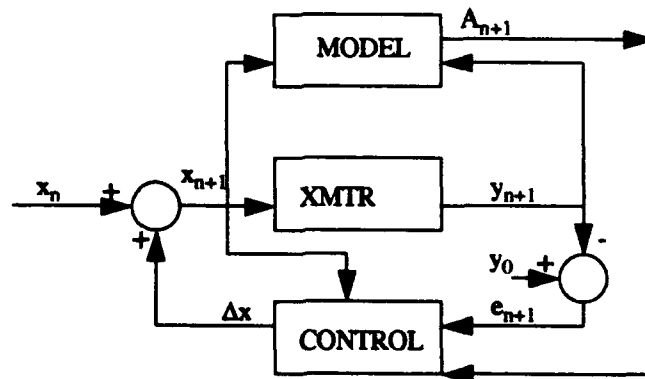 A_{n+1}
MODEL
x_n + x_{n+1} XMTR y_{n+1}
+ -
y_0 +
Δx e_{n+1}
CONTROL